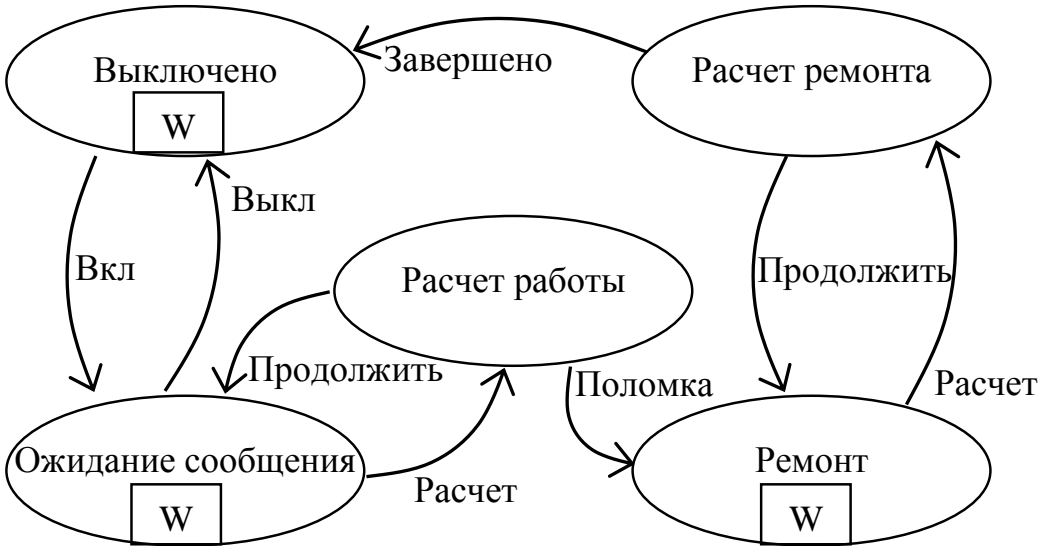 Завершено
Выключено
Расчет ремонта
W
Выкл
Вкл
Расчет работы
Продолжить
Продолжить
Поломка
Расчет
Ожидание сообщения
Ремонт
Расчет
W
W